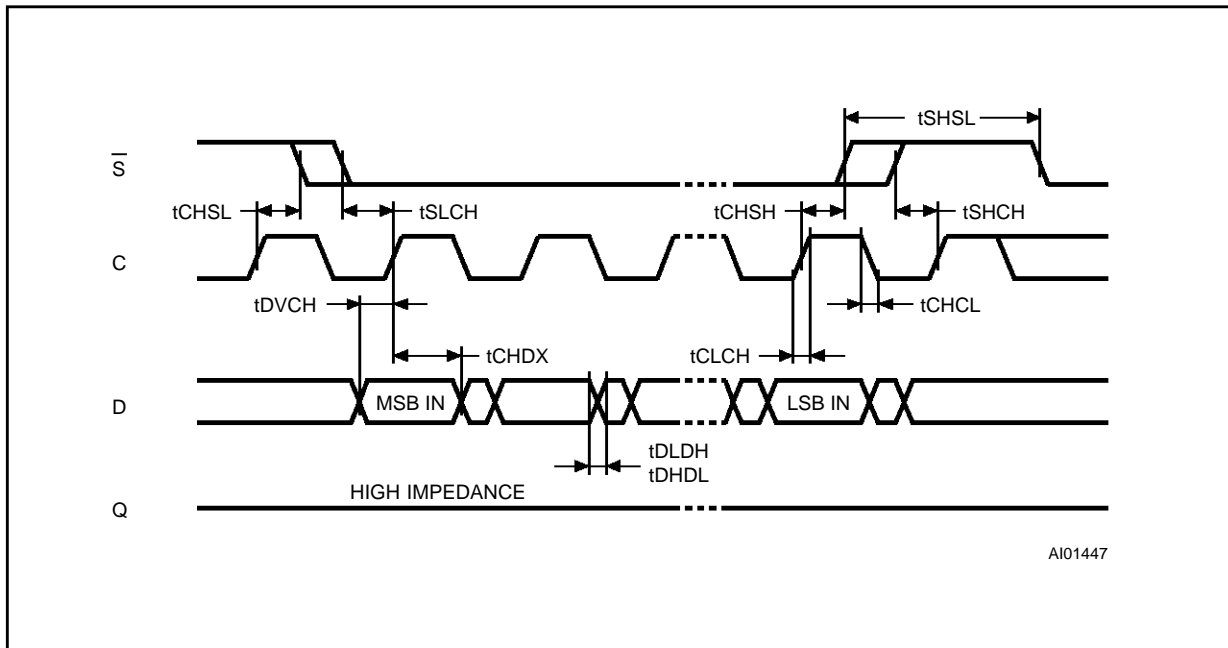 tSHSL
S̅
tCHSL
tSLCH
tCHSH
tSHCH
C
tDVCH
tCHCL
tCHDX
tCLCH
D
MSB IN
LSB IN
tDLDH
tDHDL
HIGH IMPEDANCE
Q
AI01447